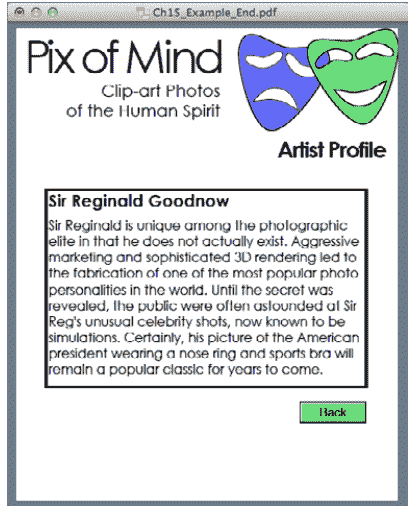 Ch15_Example_End.pdf
Pix of Mind
Clip-art Photos
of the Human Spirit
Artist Profile
Sir Reginald Goodnow
Sir Reginald is unique among the photographic
elite in that he does not actually exist. Aggressive
marketing and sophisticated 3D rendering led to
the fabrication of one of the most popular photo
personalities in the world. Until the secret was
revealed, the public were often astounded at Sir
Reg's unusual celebrity shots, now known to be
simulations. Certainly, his picture of the American
president wearing a nose ring and sports bra will
remain a popular classic for years to come.
Back